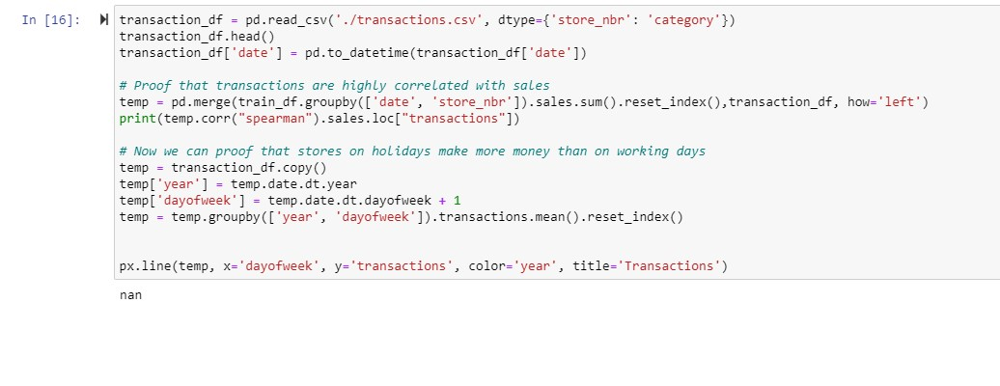 In [16]:
transaction_df = pd.read_csv('./transactions.csv', dtype={'store_nbr': 'category'})
transaction_df.head()
transaction_df['date'] = pd.to_datetime(transaction_df['date'])
# Proof that transactions are highly correlated with sales
temp = pd.merge(train_df.groupby(['date', 'store_nbr']).sales.sum().reset_index(),transaction_df, how='left')
print(temp.corr("spearman").sales.loc["transactions"])
# Now we can proof that stores on holidays make more money than on working days
temp = transaction_df.copy()
temp['year'] = temp.date.dt.year
temp['dayofweek'] = temp.date.dt.dayofweek + 1
temp = temp.groupby(['year', 'dayofweek']).transactions.mean().reset_index()
px.line(temp, x='dayofweek', y='transactions', color='year', title='Transactions')
nan